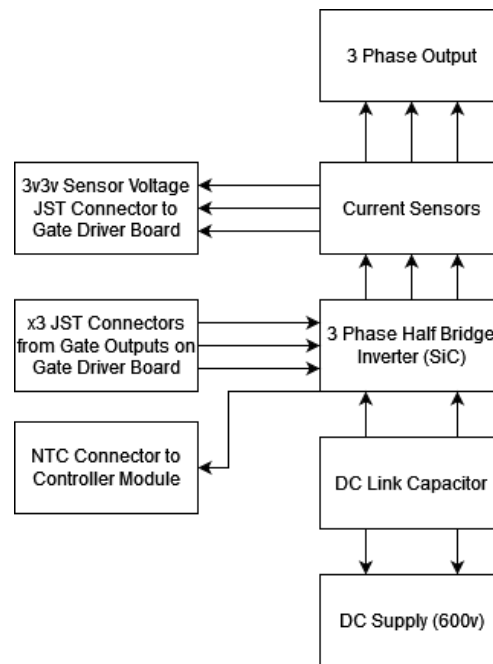 3 Phase Output
3v3v Sensor Voltage
JST Connector to
Gate Driver Board
Current Sensors
x3 JST Connectors
from Gate Outputs on
Gate Driver Board
3 Phase Half Bridge
Inverter (SiC)
NTC Connector to
Controller Module
DC Link Capacitor
DC Supply (600v)